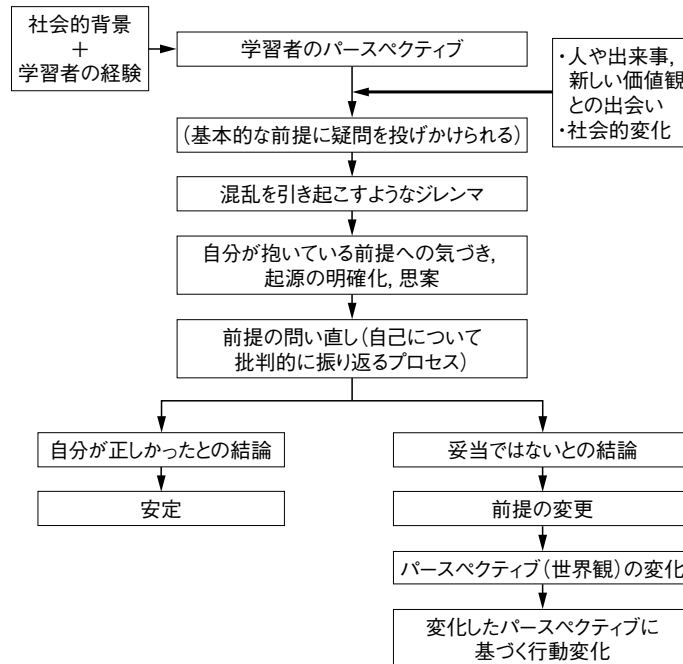 社会的背景
＋
学習者の経験
学習者のパースペクティブ
・人や出来事,
新しい価値観
との出会い
・社会的変化
(基本的な前提に疑問を投げかけられる)
混乱を引き起こすようなジレンマ
自分が抱いている前提への気づき,
起源の明確化, 思案
前提の問い直し(自己について
批判的に振り返るプロセス)
自分が正しかったとの結論
妥当ではないとの結論
安定
前提の変更
パースペクティブ(世界観)の変化
変化したパースペクティブに
基づく行動変化